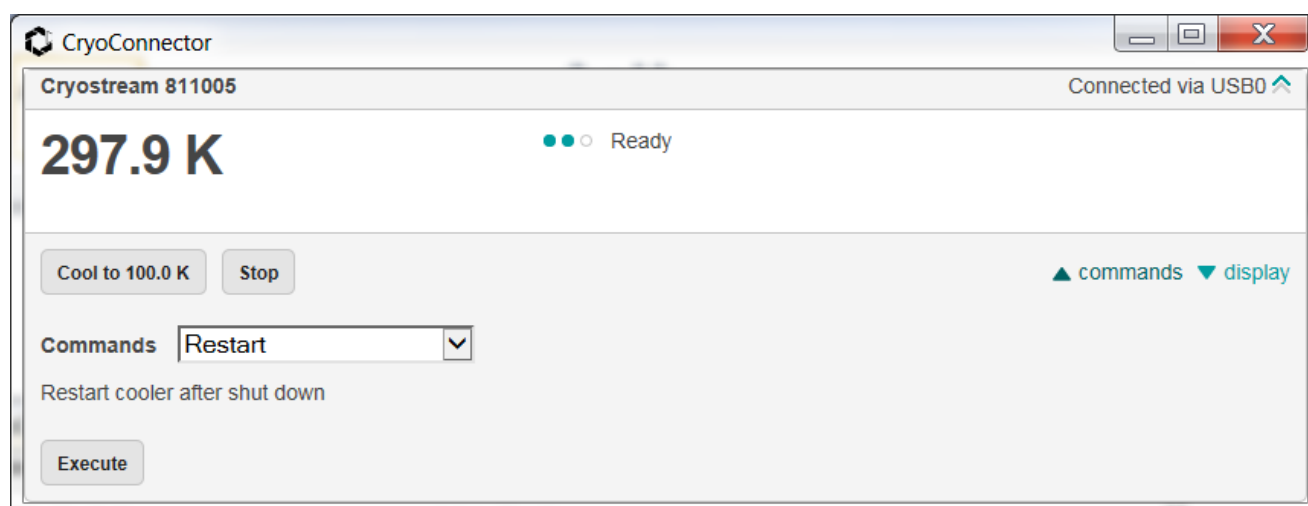 CryoConnector
Cryostream 811005 Connected via USB0
297.9 K Ready
Cool to 100.0 K Stop commands display
Commands Restart
Restart cooler after shut down
Execute